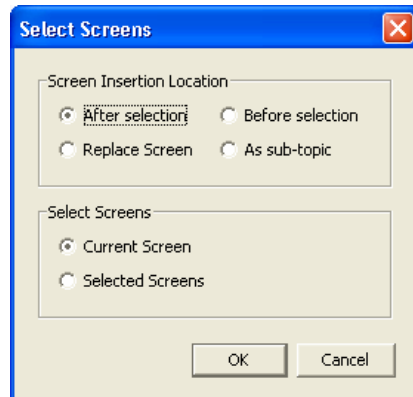 Select Screens
Screen Insertion Location
After selection Before selection
Replace Screen As sub-topic
Select Screens
Current Screen
Selected Screens
OK Cancel